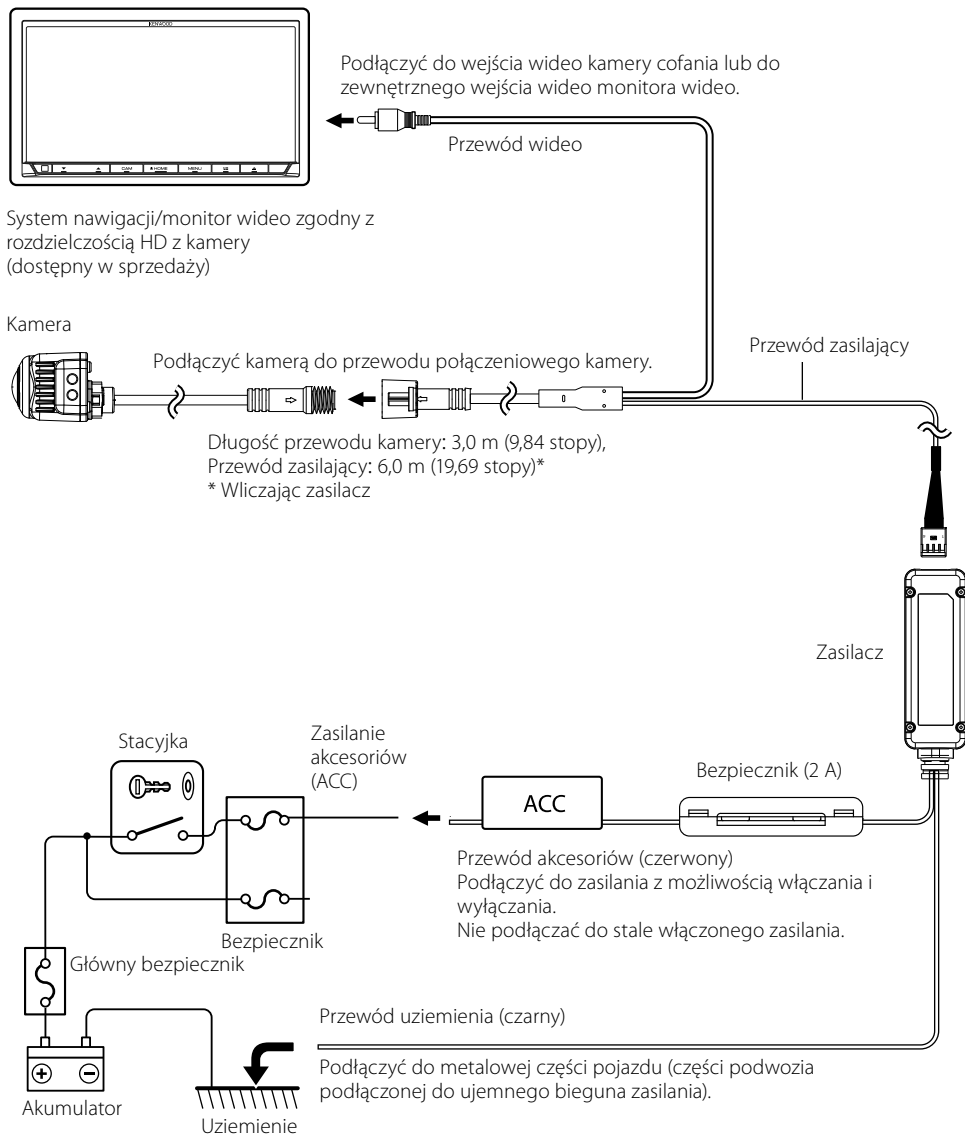 KENWOOD
Podłączyć do wejścia wideo kamery cofania lub do
zewnętrznego wejścia wideo monitora wideo.
Przewód wideo
CAM
HOME
MENU
System nawigacji/monitor wideo zgodny z
rozdzielczością HD z kamery
(dostępny w sprzedaży)
Kamera
Podłączyć kamerą do przewodu połączeniowego kamery.
Przewód zasilający
Długość przewodu kamery: 3,0 m (9,84 stopy),
Przewód zasilający: 6,0 m (19,69 stopy)*
* Wliczając zasilacz
Zasilacz
Stacyjka
Zasilanie
akcesoriów
(ACC)
ACC
Bezpiecznik (2 A)
Przewód akcesoriów (czerwony)
Podłączyć do zasilania z możliwością włączania i
wyłączania.
Nie podłączać do stale włączonego zasilania.
Bezpiecznik
Główny bezpiecznik
Przewód uziemienia (czarny)
Podłączyć do metalowej części pojazdu (części podwozia
podłączonej do ujemnego bieguna zasilania).
Akumulator
Uziemienie